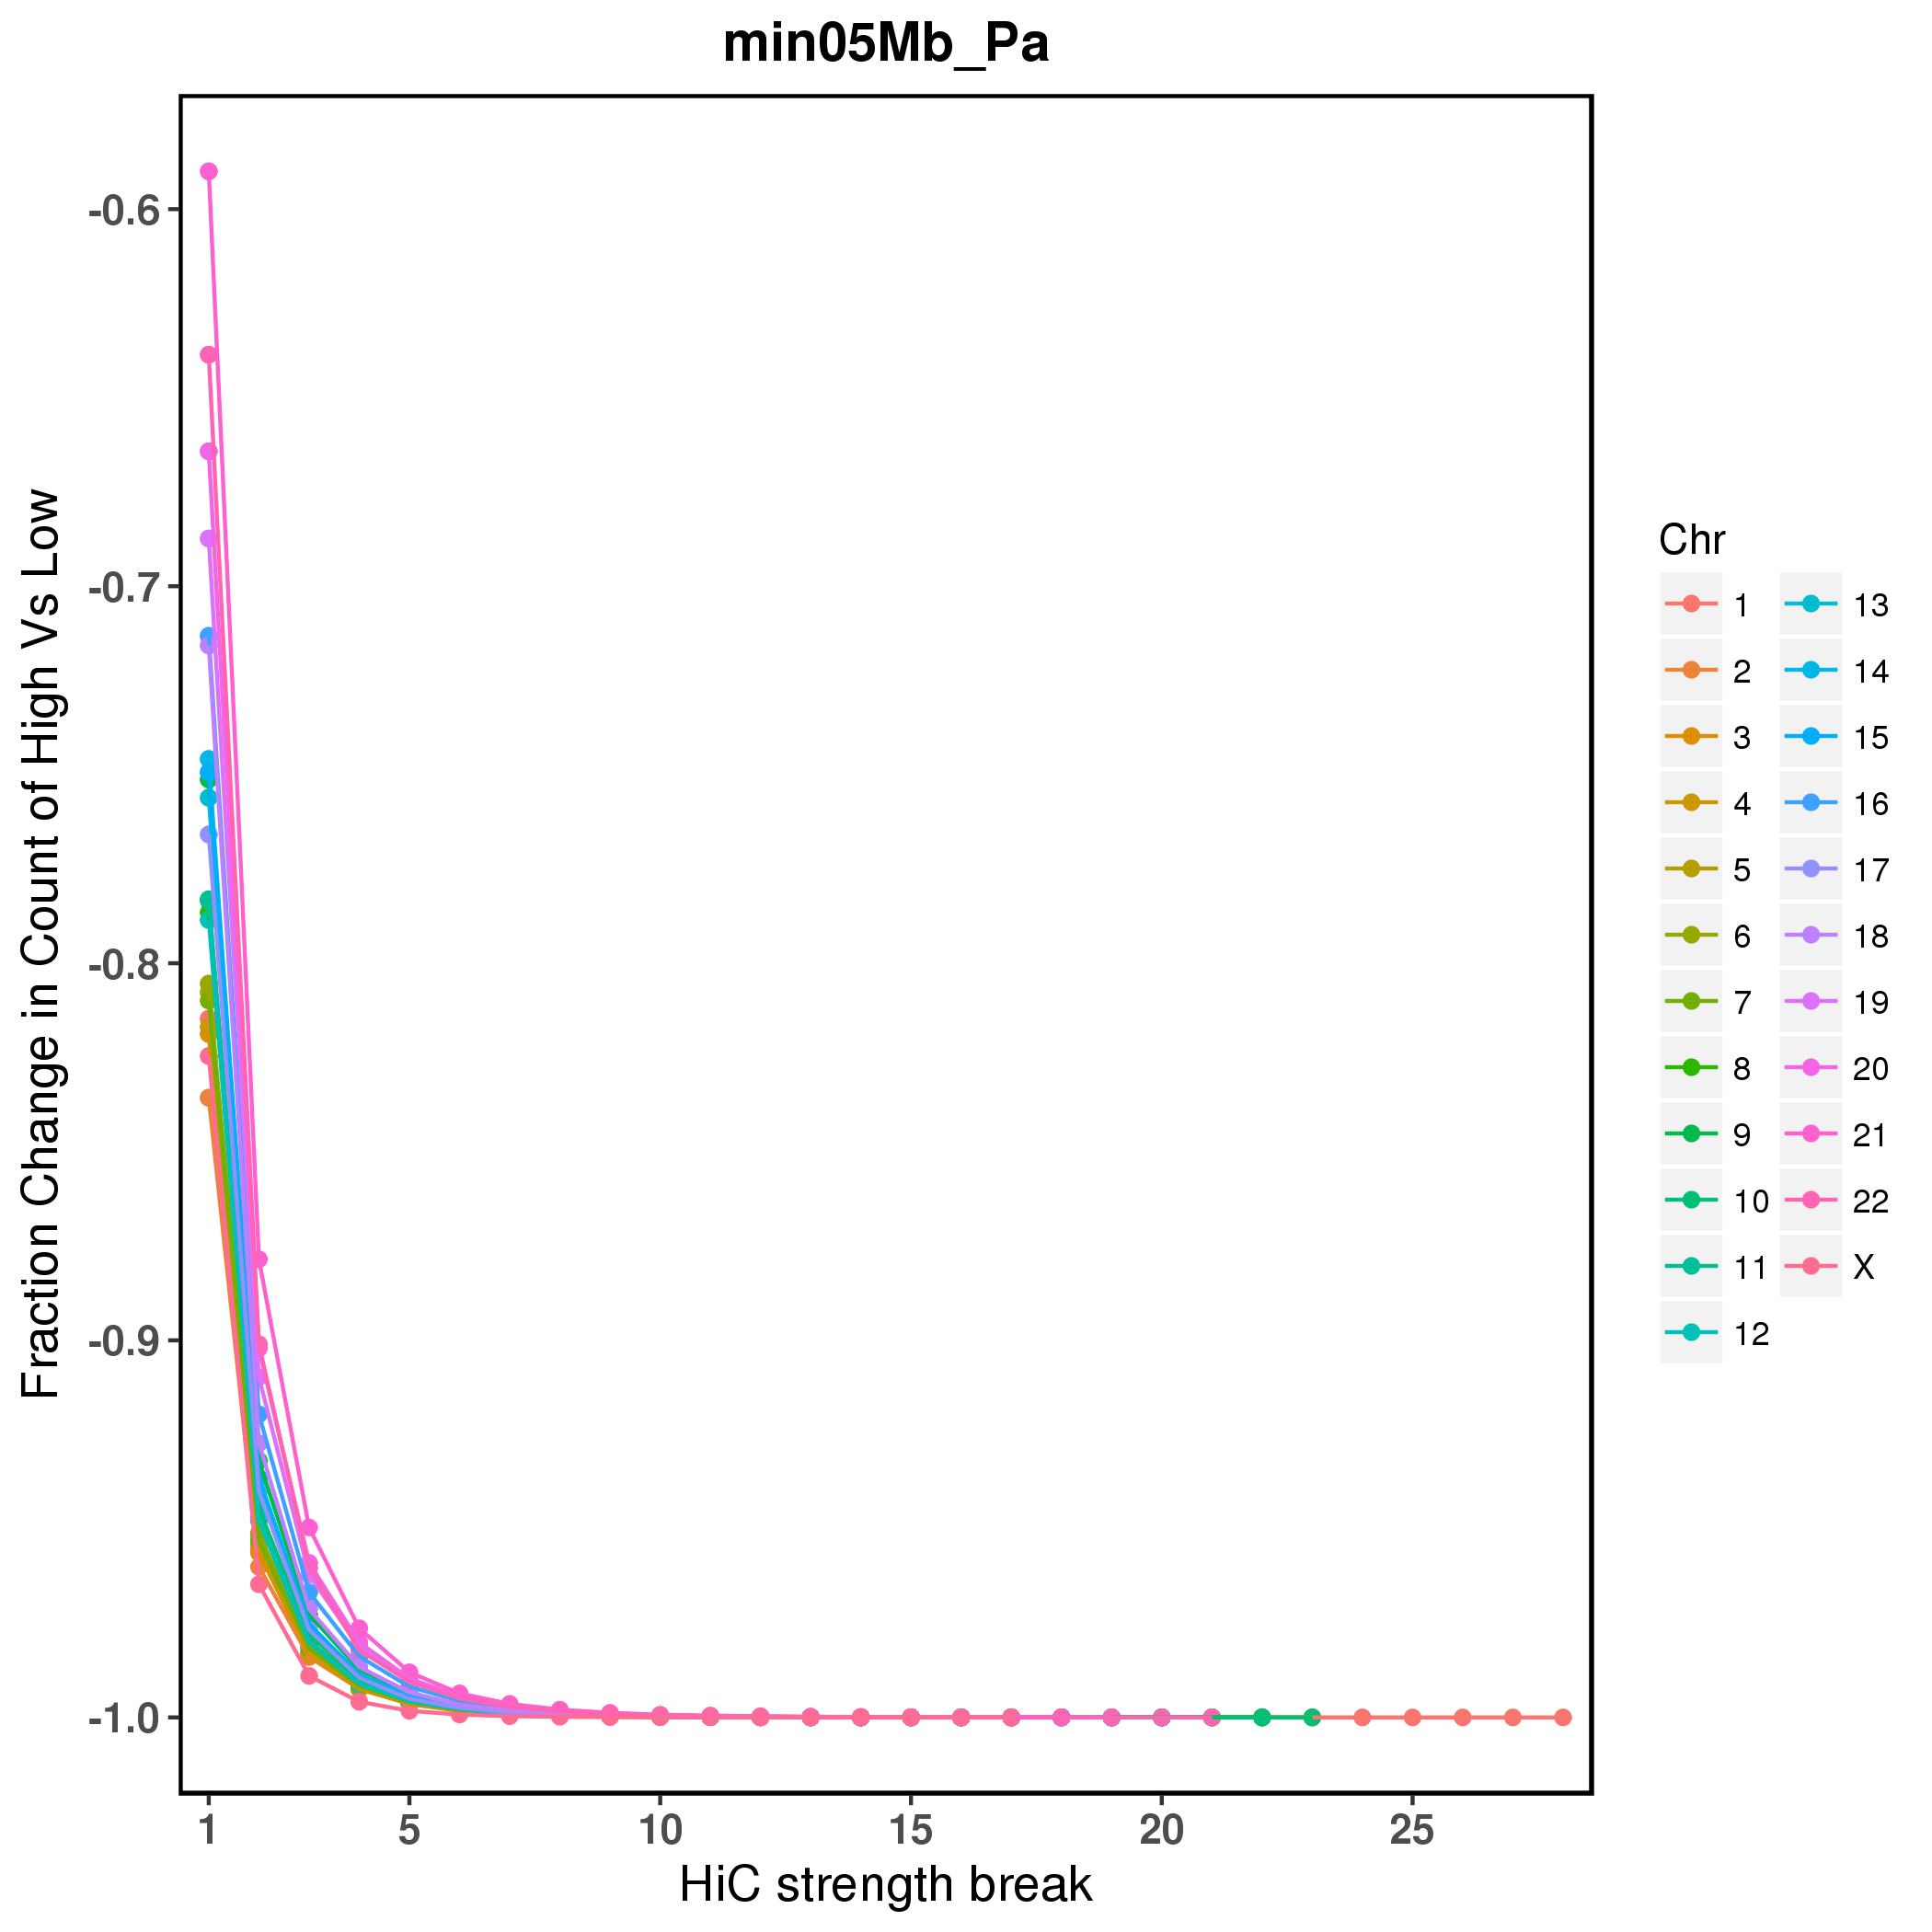 min05Mb_Pa
Fraction Change in Count of High Vs Low
-0.6
-0.7
-0.8
-0.9
-1.0
1 5 10 15 20 25
HiC strength break
Chr
1 13
2 14
3 15
4 16
5 17
6 18
7 19
8 20
9 21
10 22
11 X
12